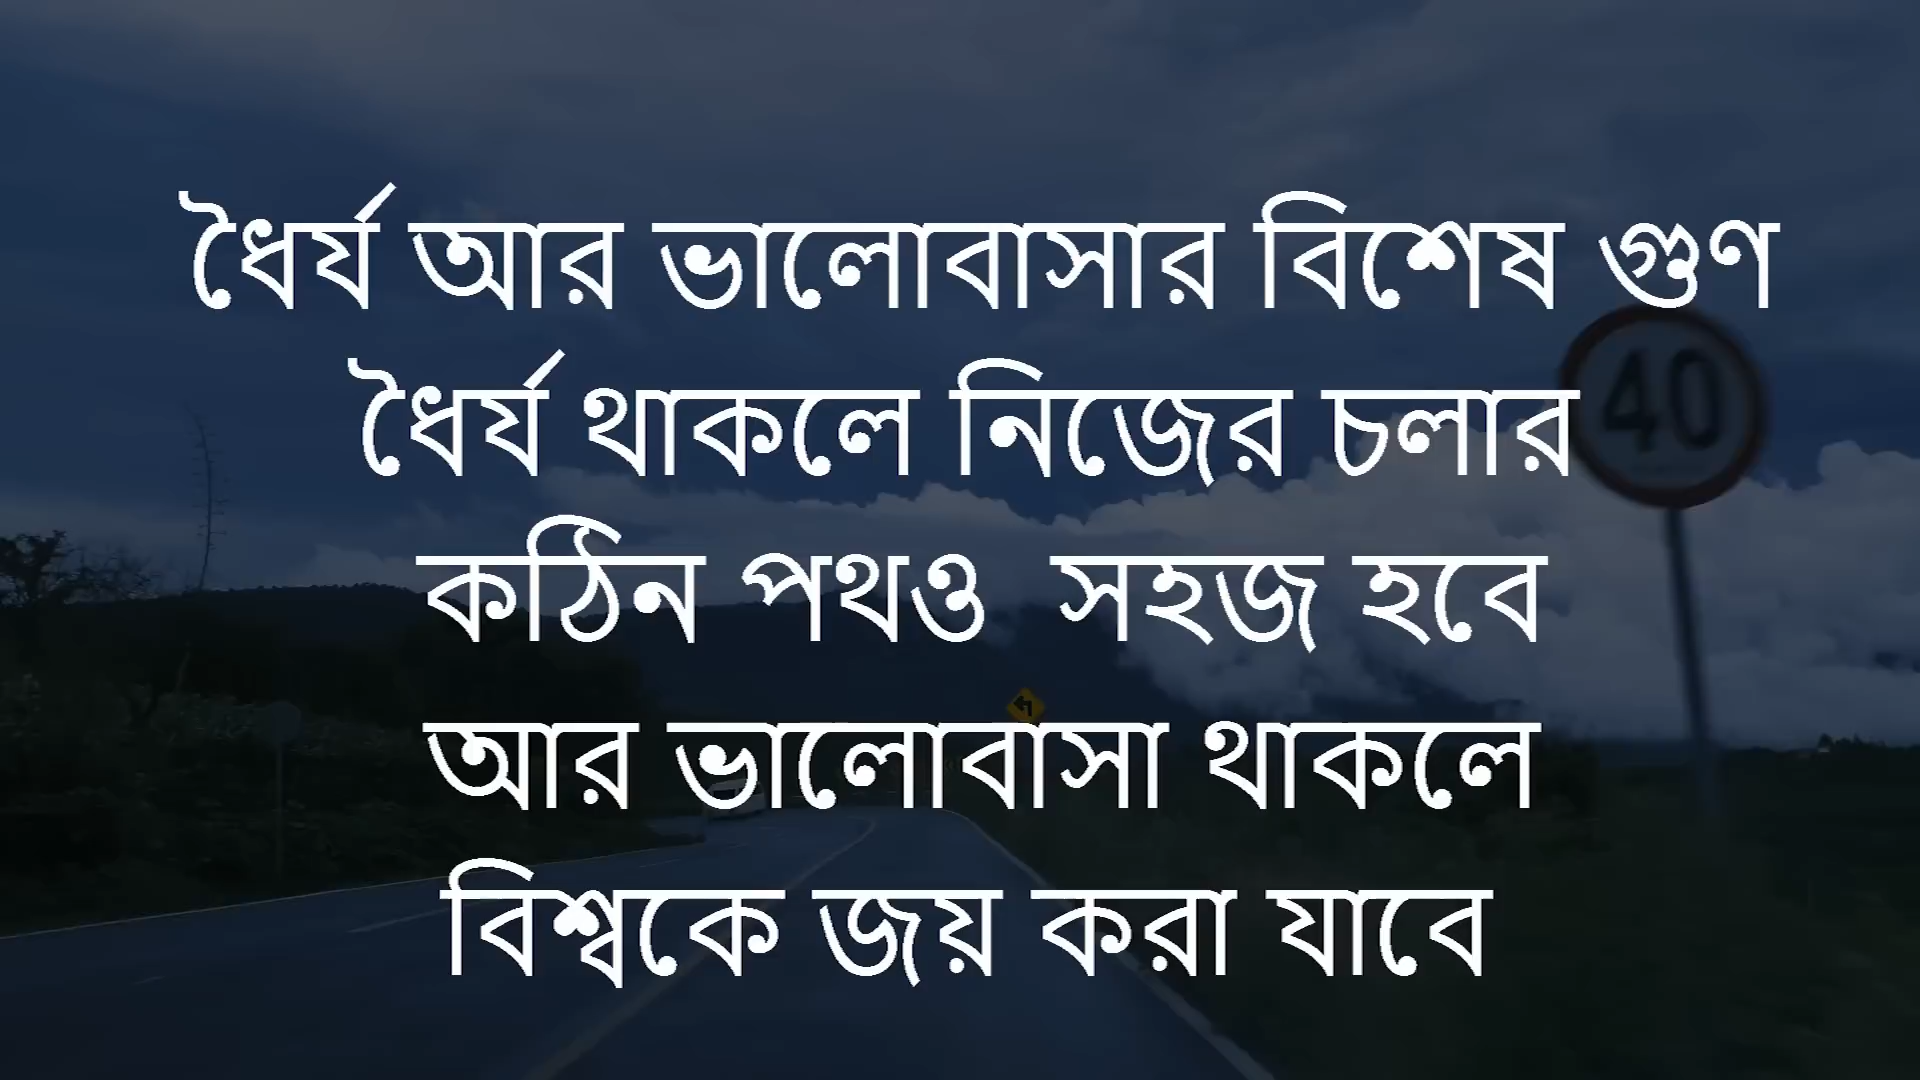 ধৈর্য আর ভালোবাসার বিশেষ গুণ
ধৈর্য থাকলে নিজের চলার
কঠিন পথও  সহজ হবে
আর ভালোবাসা থাকলে
বিশ্বকে জয় করা যাবে
40